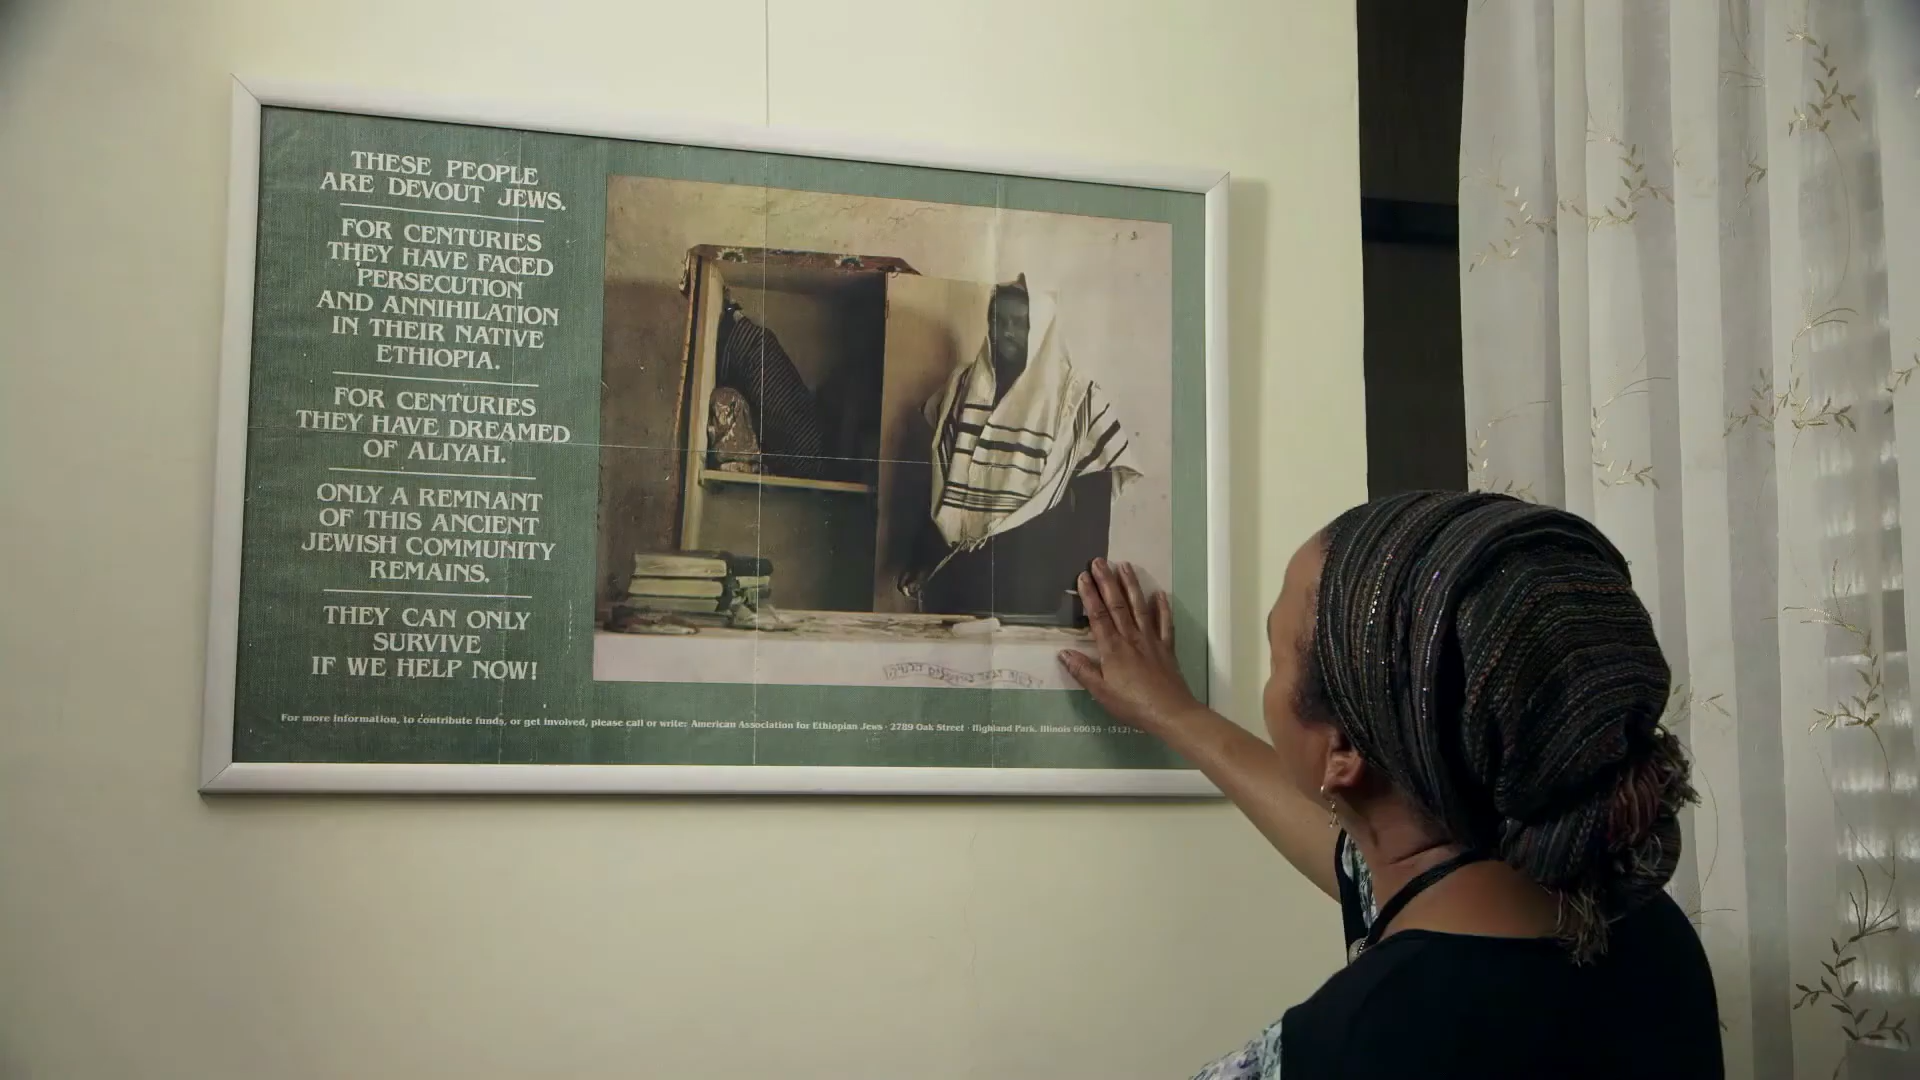 THESE PEOPLE
ARE DEVOUT JEWS.
FOR CENTURIES
THEY HAVE FACED
PERSECUTION
AND ANNIHILATION
IN THEIR NATIVE
ETHIOPIA.
FOR CENTURIES
THEY HAVE DREAMED
OF ALIYAH.
ONLY A REMNANT
OF THIS ANCIENT
JEWISH COMMUNITY
REMAINS.
THEY CAN ONLY
SURVIVE
IF WE HELP NOW!
For more information, to contribute funds, or get involved, please call or write: American Association for Ethiopian Jews · 2789 Oak Street · Highland Park, Illinois 60035 · (312)